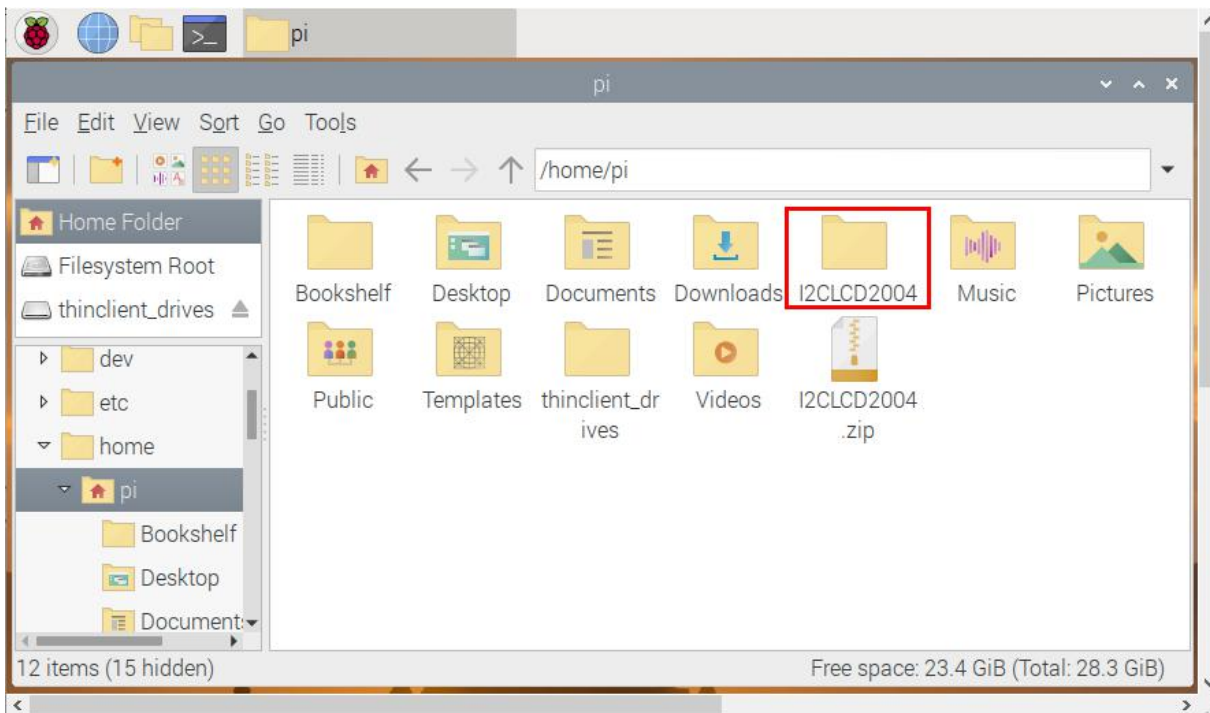 pi
pi
File Edit View Sort Go Tools
/home/pi
Home Folder
Filesystem Root
thinclient_drives
dev
etc
home
pi
Bookshelf
Desktop
Documents
Bookshelf Desktop Documents Downloads I2CLCD2004 Music Pictures
Public Templates thinclient_dr Videos I2CLCD2004
ives .zip
12 items (15 hidden) Free space: 23.4 GiB (Total: 28.3 GiB)